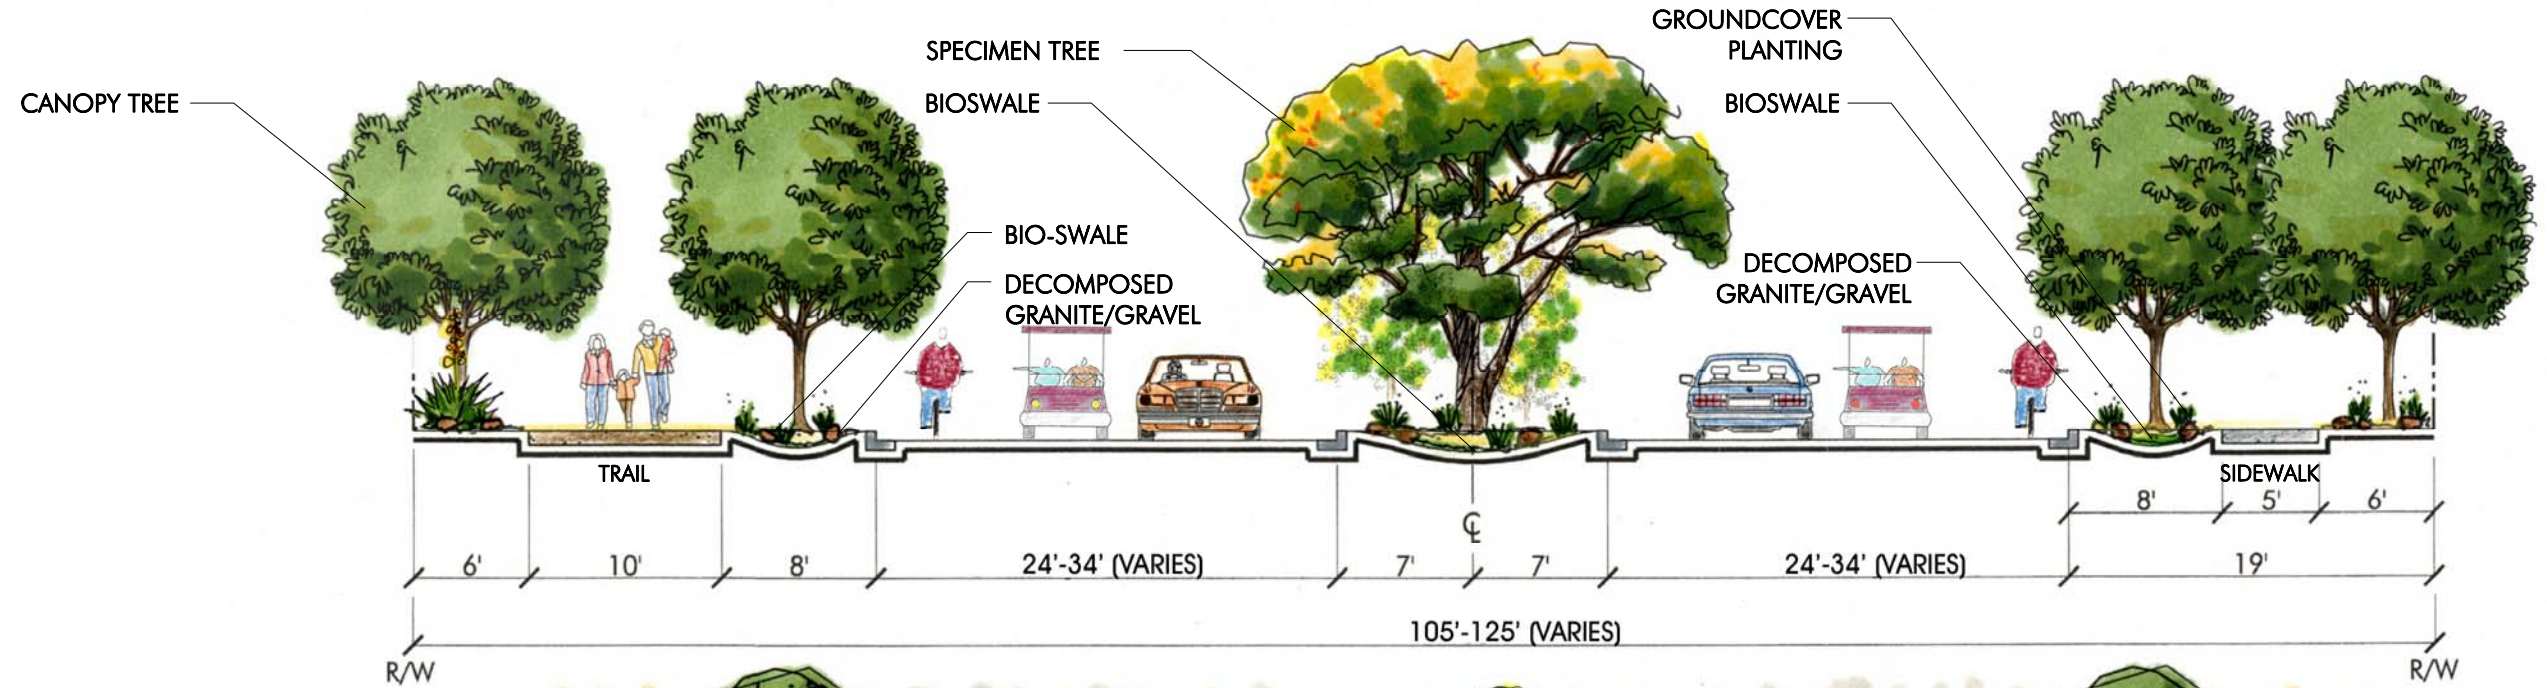 GROUNDCOVER
PLANTING
SPECIMEN TREE
CANOPY TREE
BIOSWALE
BIOSWALE
BIO-SWALE
DECOMPOSED
GRANITE/GRAVEL
DECOMPOSED
GRANITE/GRAVEL
TRAIL
SIDEWALK
8' 5' 6'
℄
6' 10' 8' 24'-34' (VARIES) 7' 7' 24'-34' (VARIES) 19'
105'-125' (VARIES)
R/W R/W